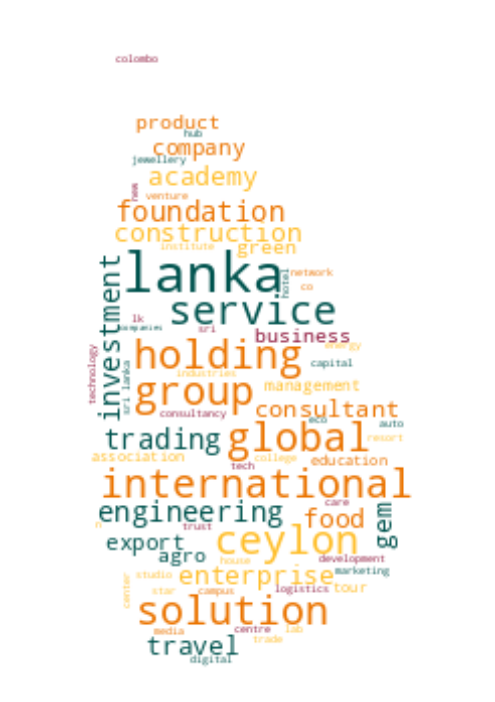 colombo
product
hub
company
jewellery
academy
new
venture
foundation
construction
institute green
lanka
network
hotel
co
investment
service
lk
companies
sri
business
holding
energy
technology
capital
industries
sri lanka
group
management
consultant
consultancy
eco
auto
trading
global
resort
association
college
education
tech
international
care
engineering
food
gem
n
trust
ceylon
export
agro
development
house
marketing
enterprise
studio
center
star
campus
logistics
tour
solution
media
centre
lab
travel
trade
digital